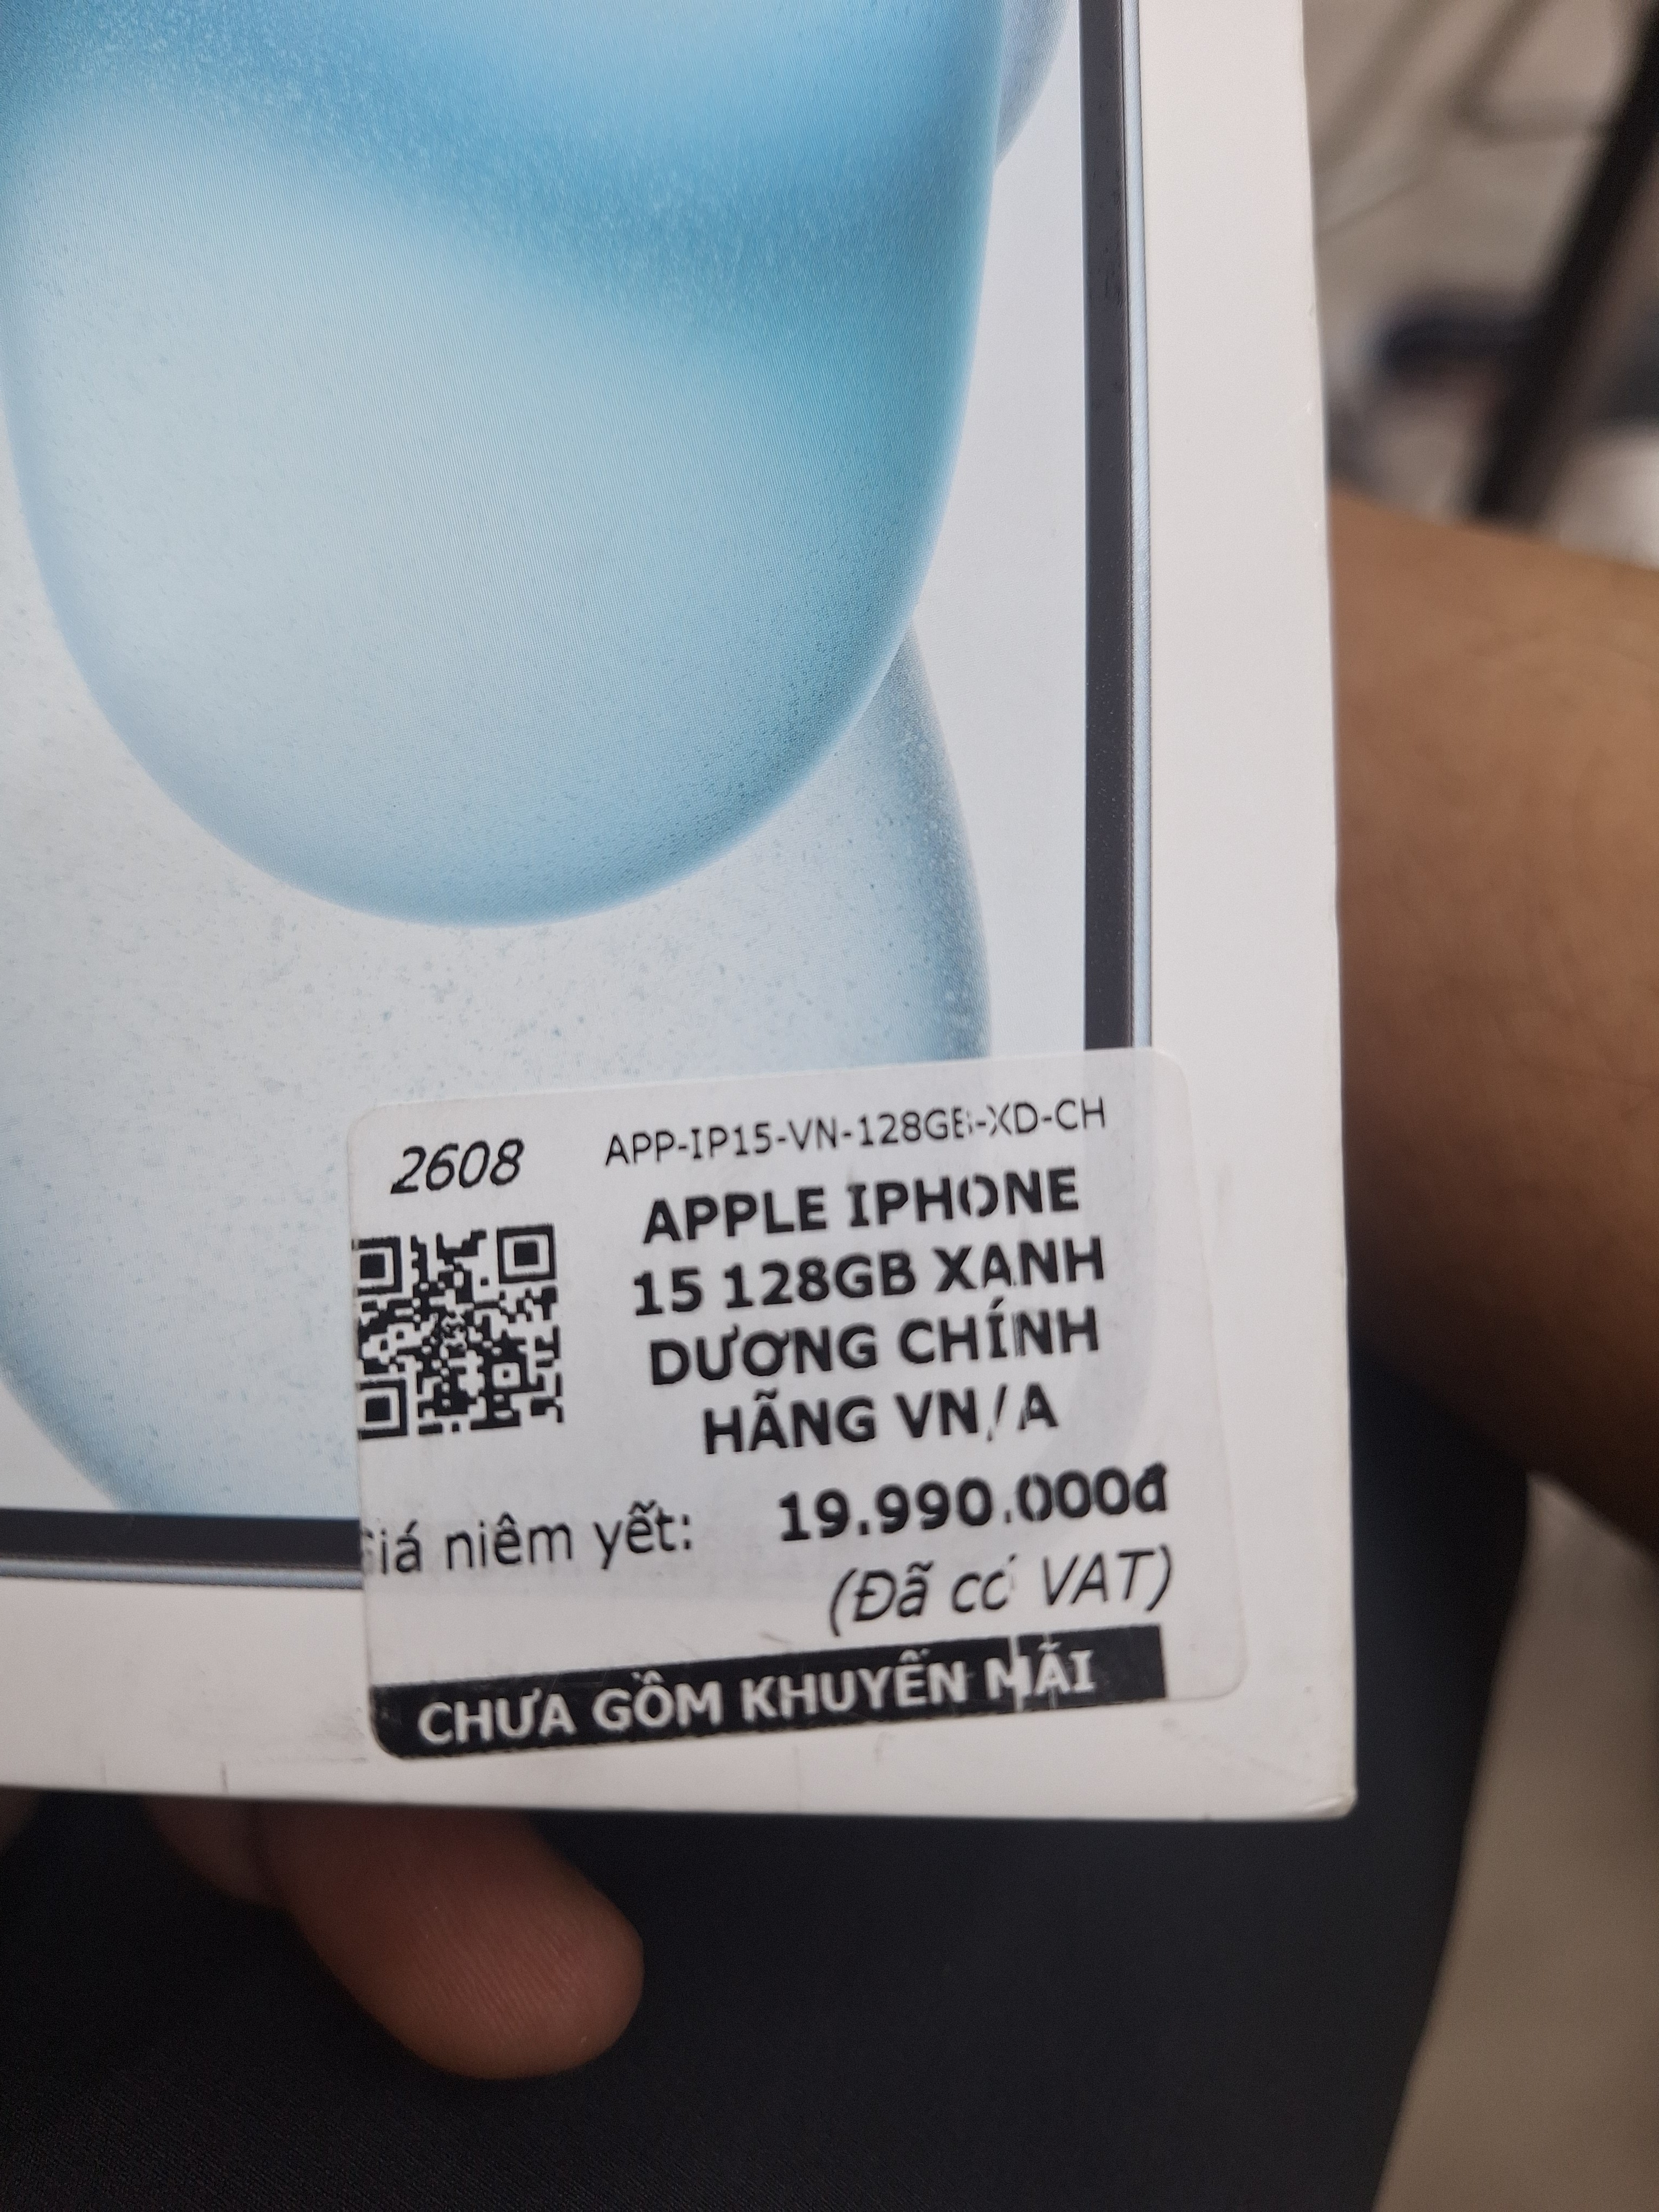 2608
APP-IP15-VN-128GB-XD-CH
APPLE IPHONE
15 128GB XANH
DƯƠNG CHÍNH
HÃNG VN/A
Giá niêm yết: 19.990.000đ
(Đã có VAT)
CHƯA GỒM KHUYẾN MÃI